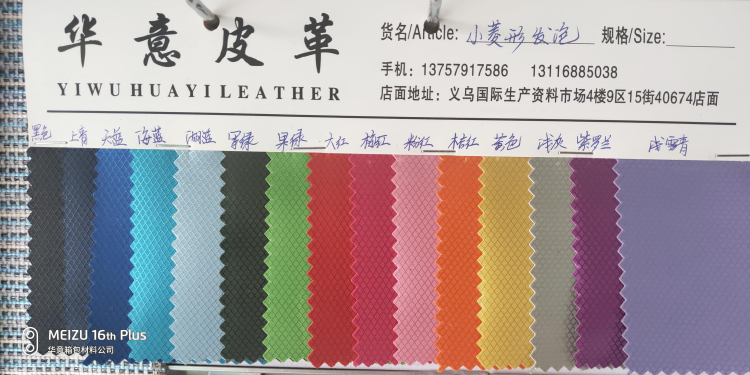 华意皮革
YIWU HUAYI LEATHER
货名/Article: 小菱形发泡 规格/Size:
手机：13757917586 13116885038
店面地址：义乌国际生产资料市场4楼9区15街40674店面
黑色 上青 天蓝 海蓝 湖蓝 军绿 果绿 大红 梅红 粉红 桔红 黄色 浅灰 紫罗兰 浅雪青
MEIZU 16th Plus
华意箱包材料公司